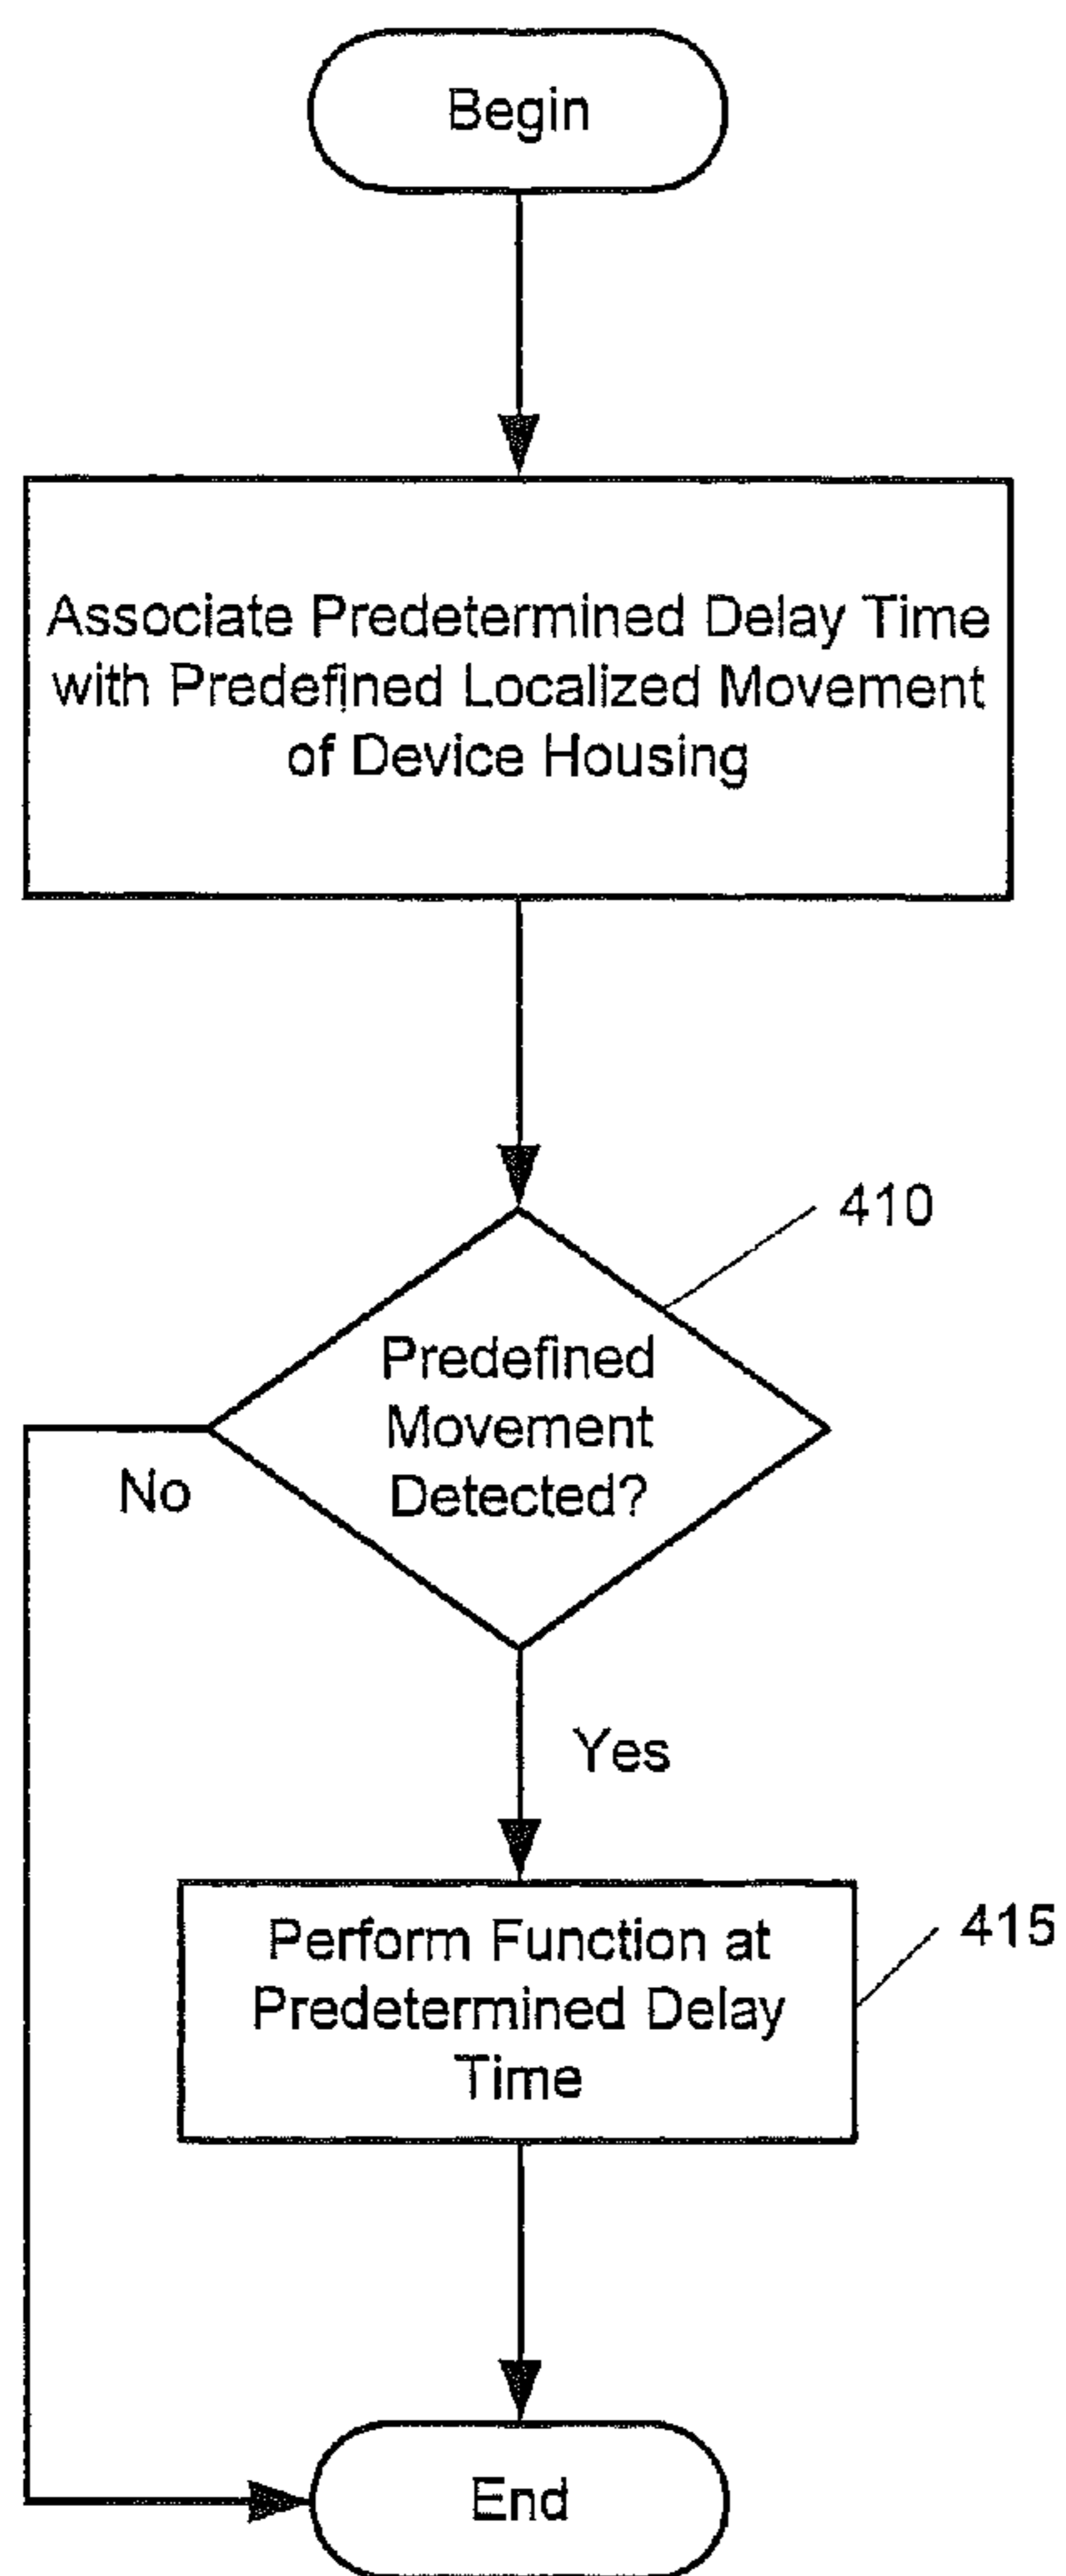 Begin
Associate Predetermined Delay Time
with Predefined Localized Movement
of Device Housing
410
Predefined
Movement
Detected?
No
Yes
Perform Function at
Predetermined Delay
Time
415
End